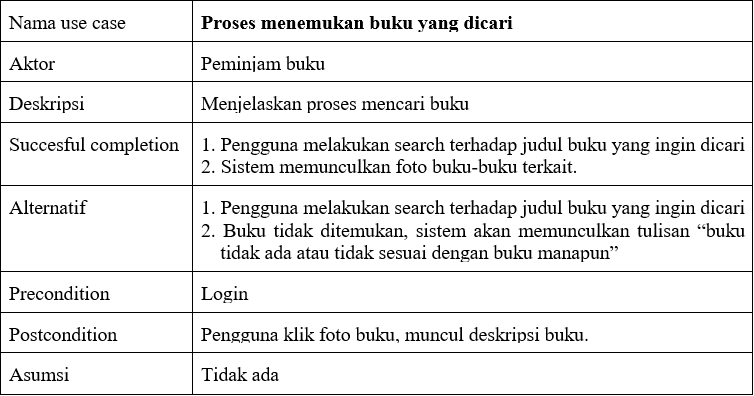 Nama use case Proses menemukan buku yang dicari
Aktor Peminjam buku
Deskripsi Menjelaskan proses mencari buku
Succesful completion 1. Pengguna melakukan search terhadap judul buku yang ingin dicari
2. Sistem memunculkan foto buku-buku terkait.
Alternatif 1. Pengguna melakukan search terhadap judul buku yang ingin dicari
2. Buku tidak ditemukan, sistem akan memunculkan tulisan “buku
tidak ada atau tidak sesuai dengan buku manapun”
Precondition Login
Postcondition Pengguna klik foto buku, muncul deskripsi buku.
Asumsi Tidak ada